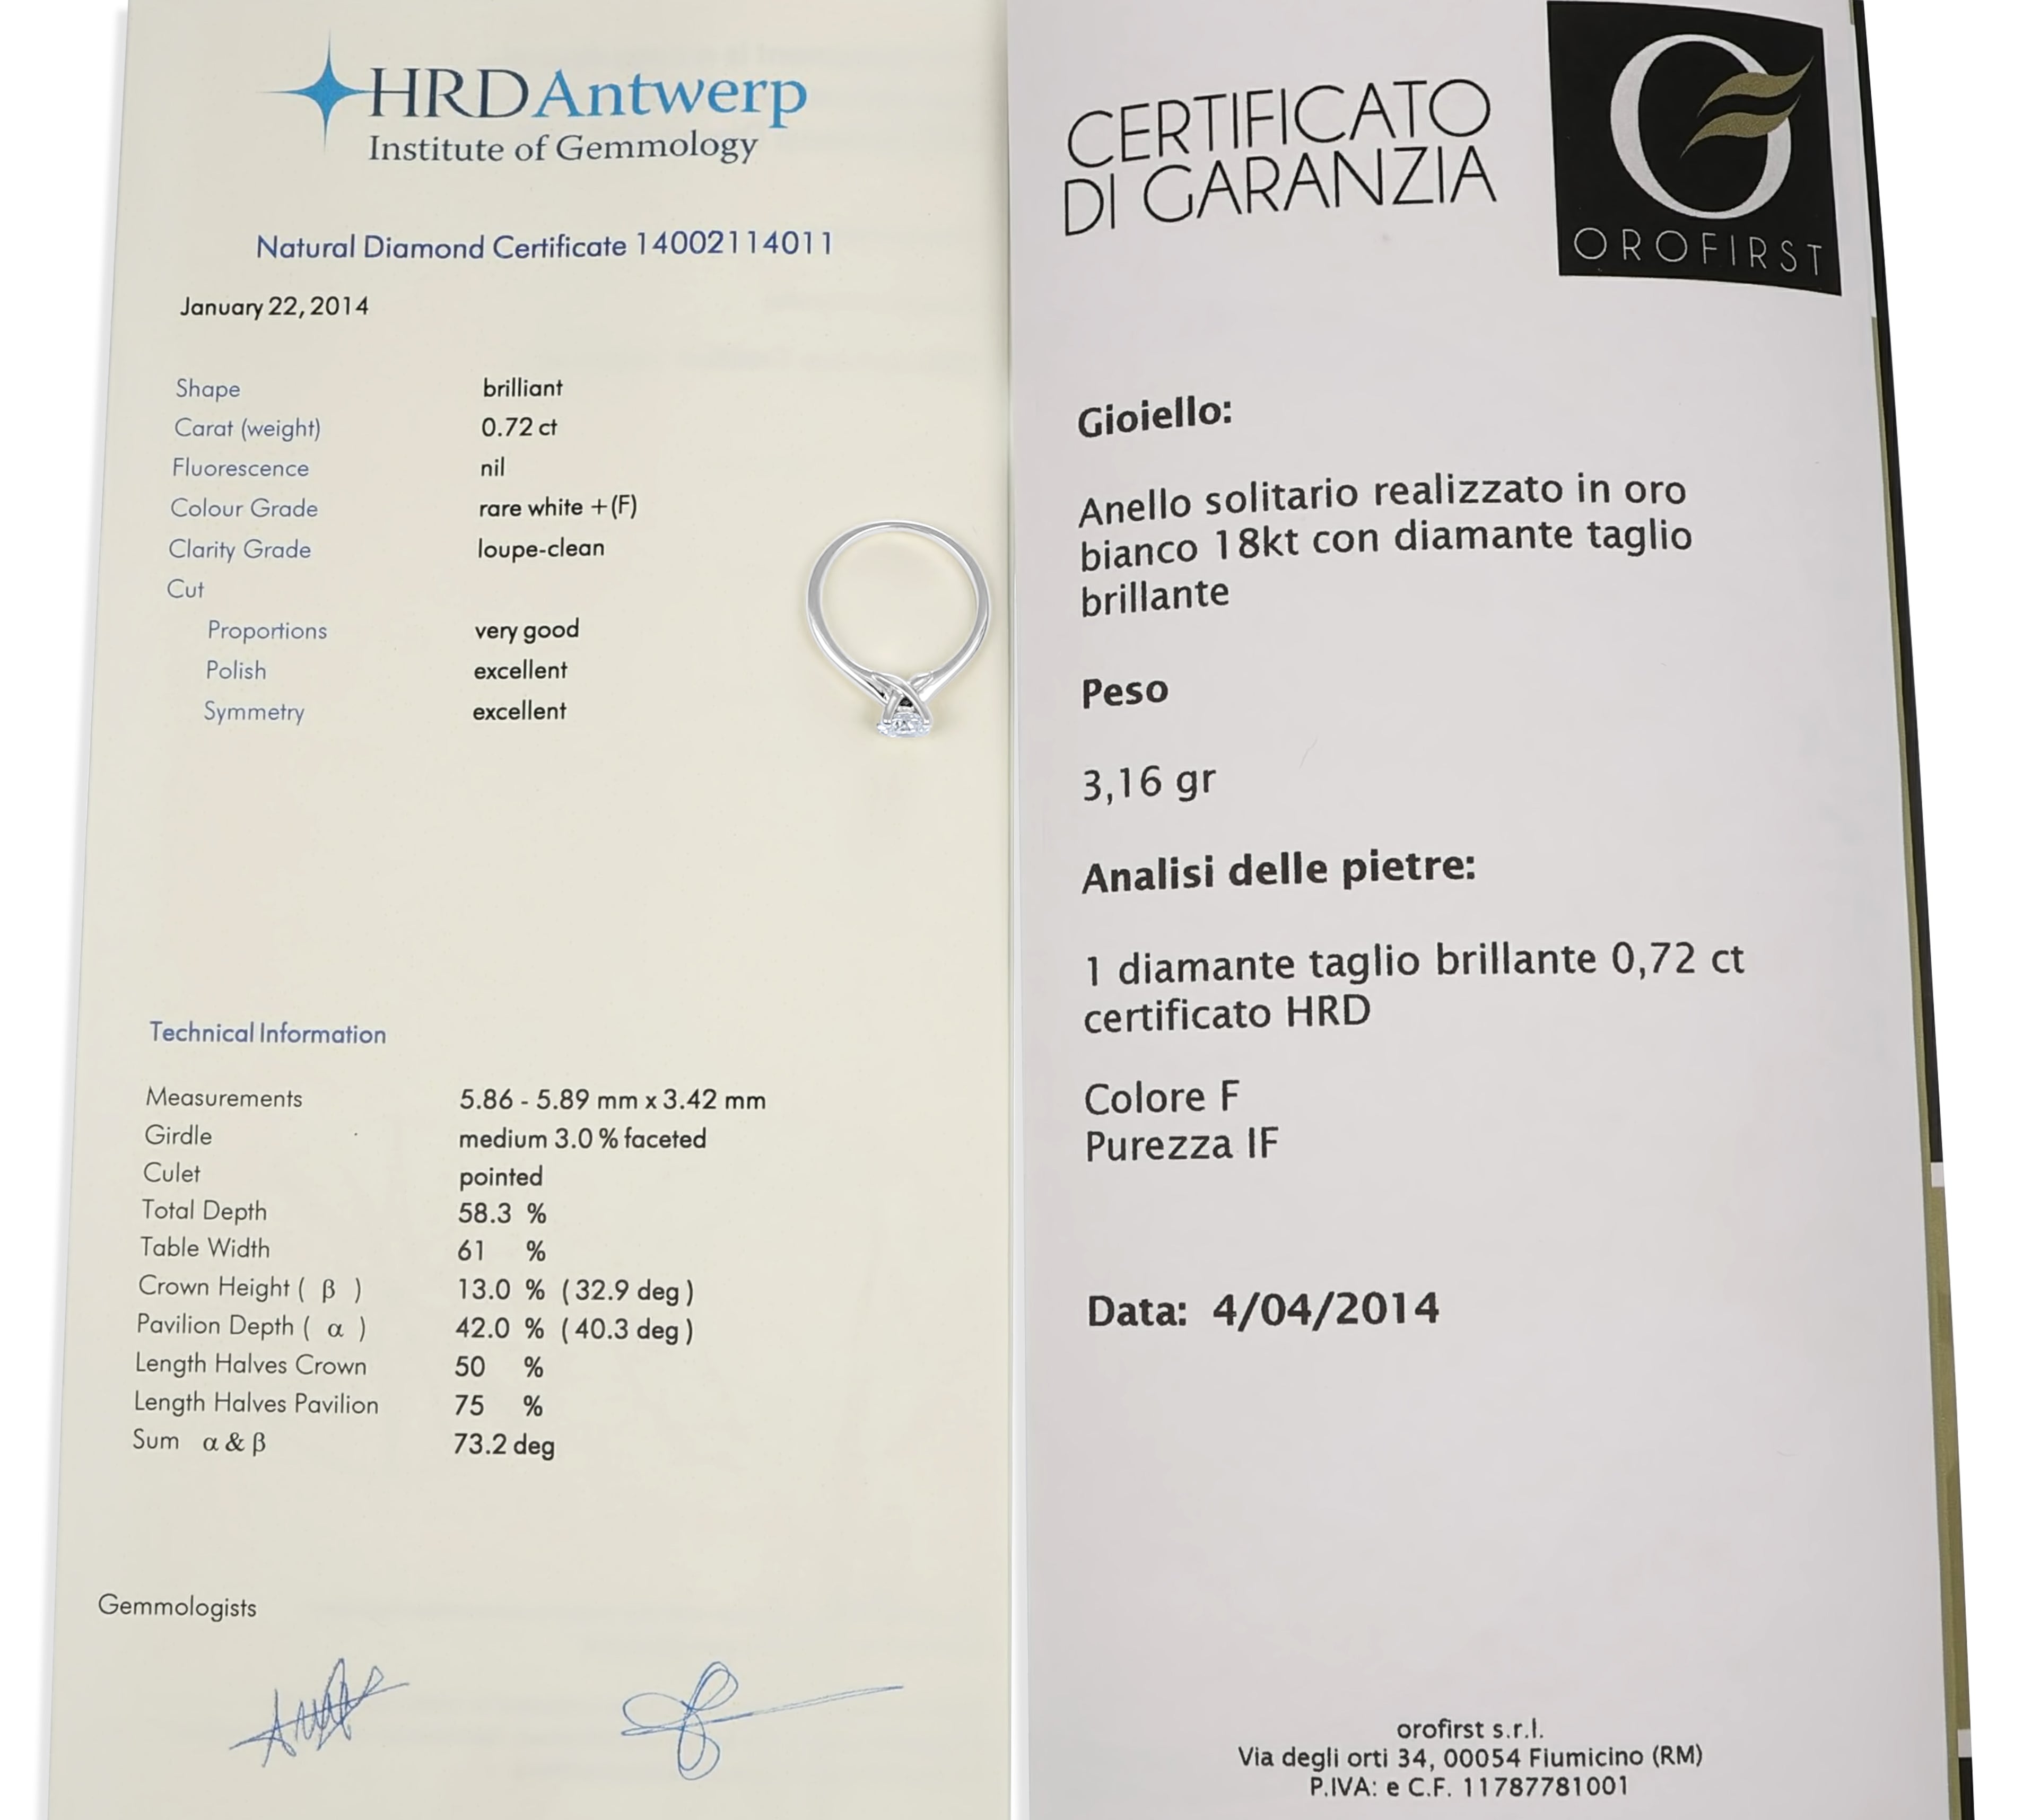 HRDAntwerp
Institute of Gemmology
Natural Diamond Certificate 14002114011
January 22, 2014
Shape brilliant
Carat (weight) 0.72 ct
Fluorescence nil
Colour Grade rare white +(F)
Clarity Grade loupe-clean
Cut
Proportions very good
Polish excellent
Symmetry excellent
Technical Information
Measurements 5.86 - 5.89 mm x 3.42 mm
Girdle medium 3.0 % faceted
Culet pointed
Total Depth 58.3 %
Table Width 61 %
Crown Height ( β ) 13.0 % ( 32.9 deg )
Pavilion Depth ( α ) 42.0 % ( 40.3 deg )
Length Halves Crown 50 %
Length Halves Pavilion 75 %
Sum α & β 73.2 deg
Gemmologists
CERTIFICATO
DI GARANZIA
OROFIRST
Gioiello:
Anello solitario realizzato in oro
bianco 18kt con diamante taglio
brillante
Peso
3,16 gr
Analisi delle pietre:
1 diamante taglio brillante 0,72 ct
certificato HRD
Colore F
Purezza IF
Data: 4/04/2014
orofirst s.r.l.
Via degli orti 34, 00054 Fiumicino (RM)
P.IVA: e C.F. 11787781001